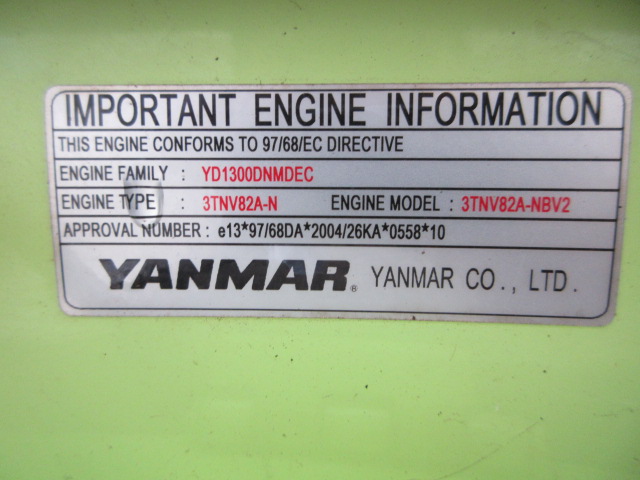 IMPORTANT ENGINE INFORMATION
THIS ENGINE CONFORMS TO 97/68/EC DIRECTIVE
ENGINE FAMILY : YD1300DNMDEC
ENGINE TYPE : 3TNV82A-N ENGINE MODEL : 3TNV82A-NBV2
APPROVAL NUMBER : e13*97/68DA*2004/26KA*0558*10
YANMAR® YANMAR CO., LTD.